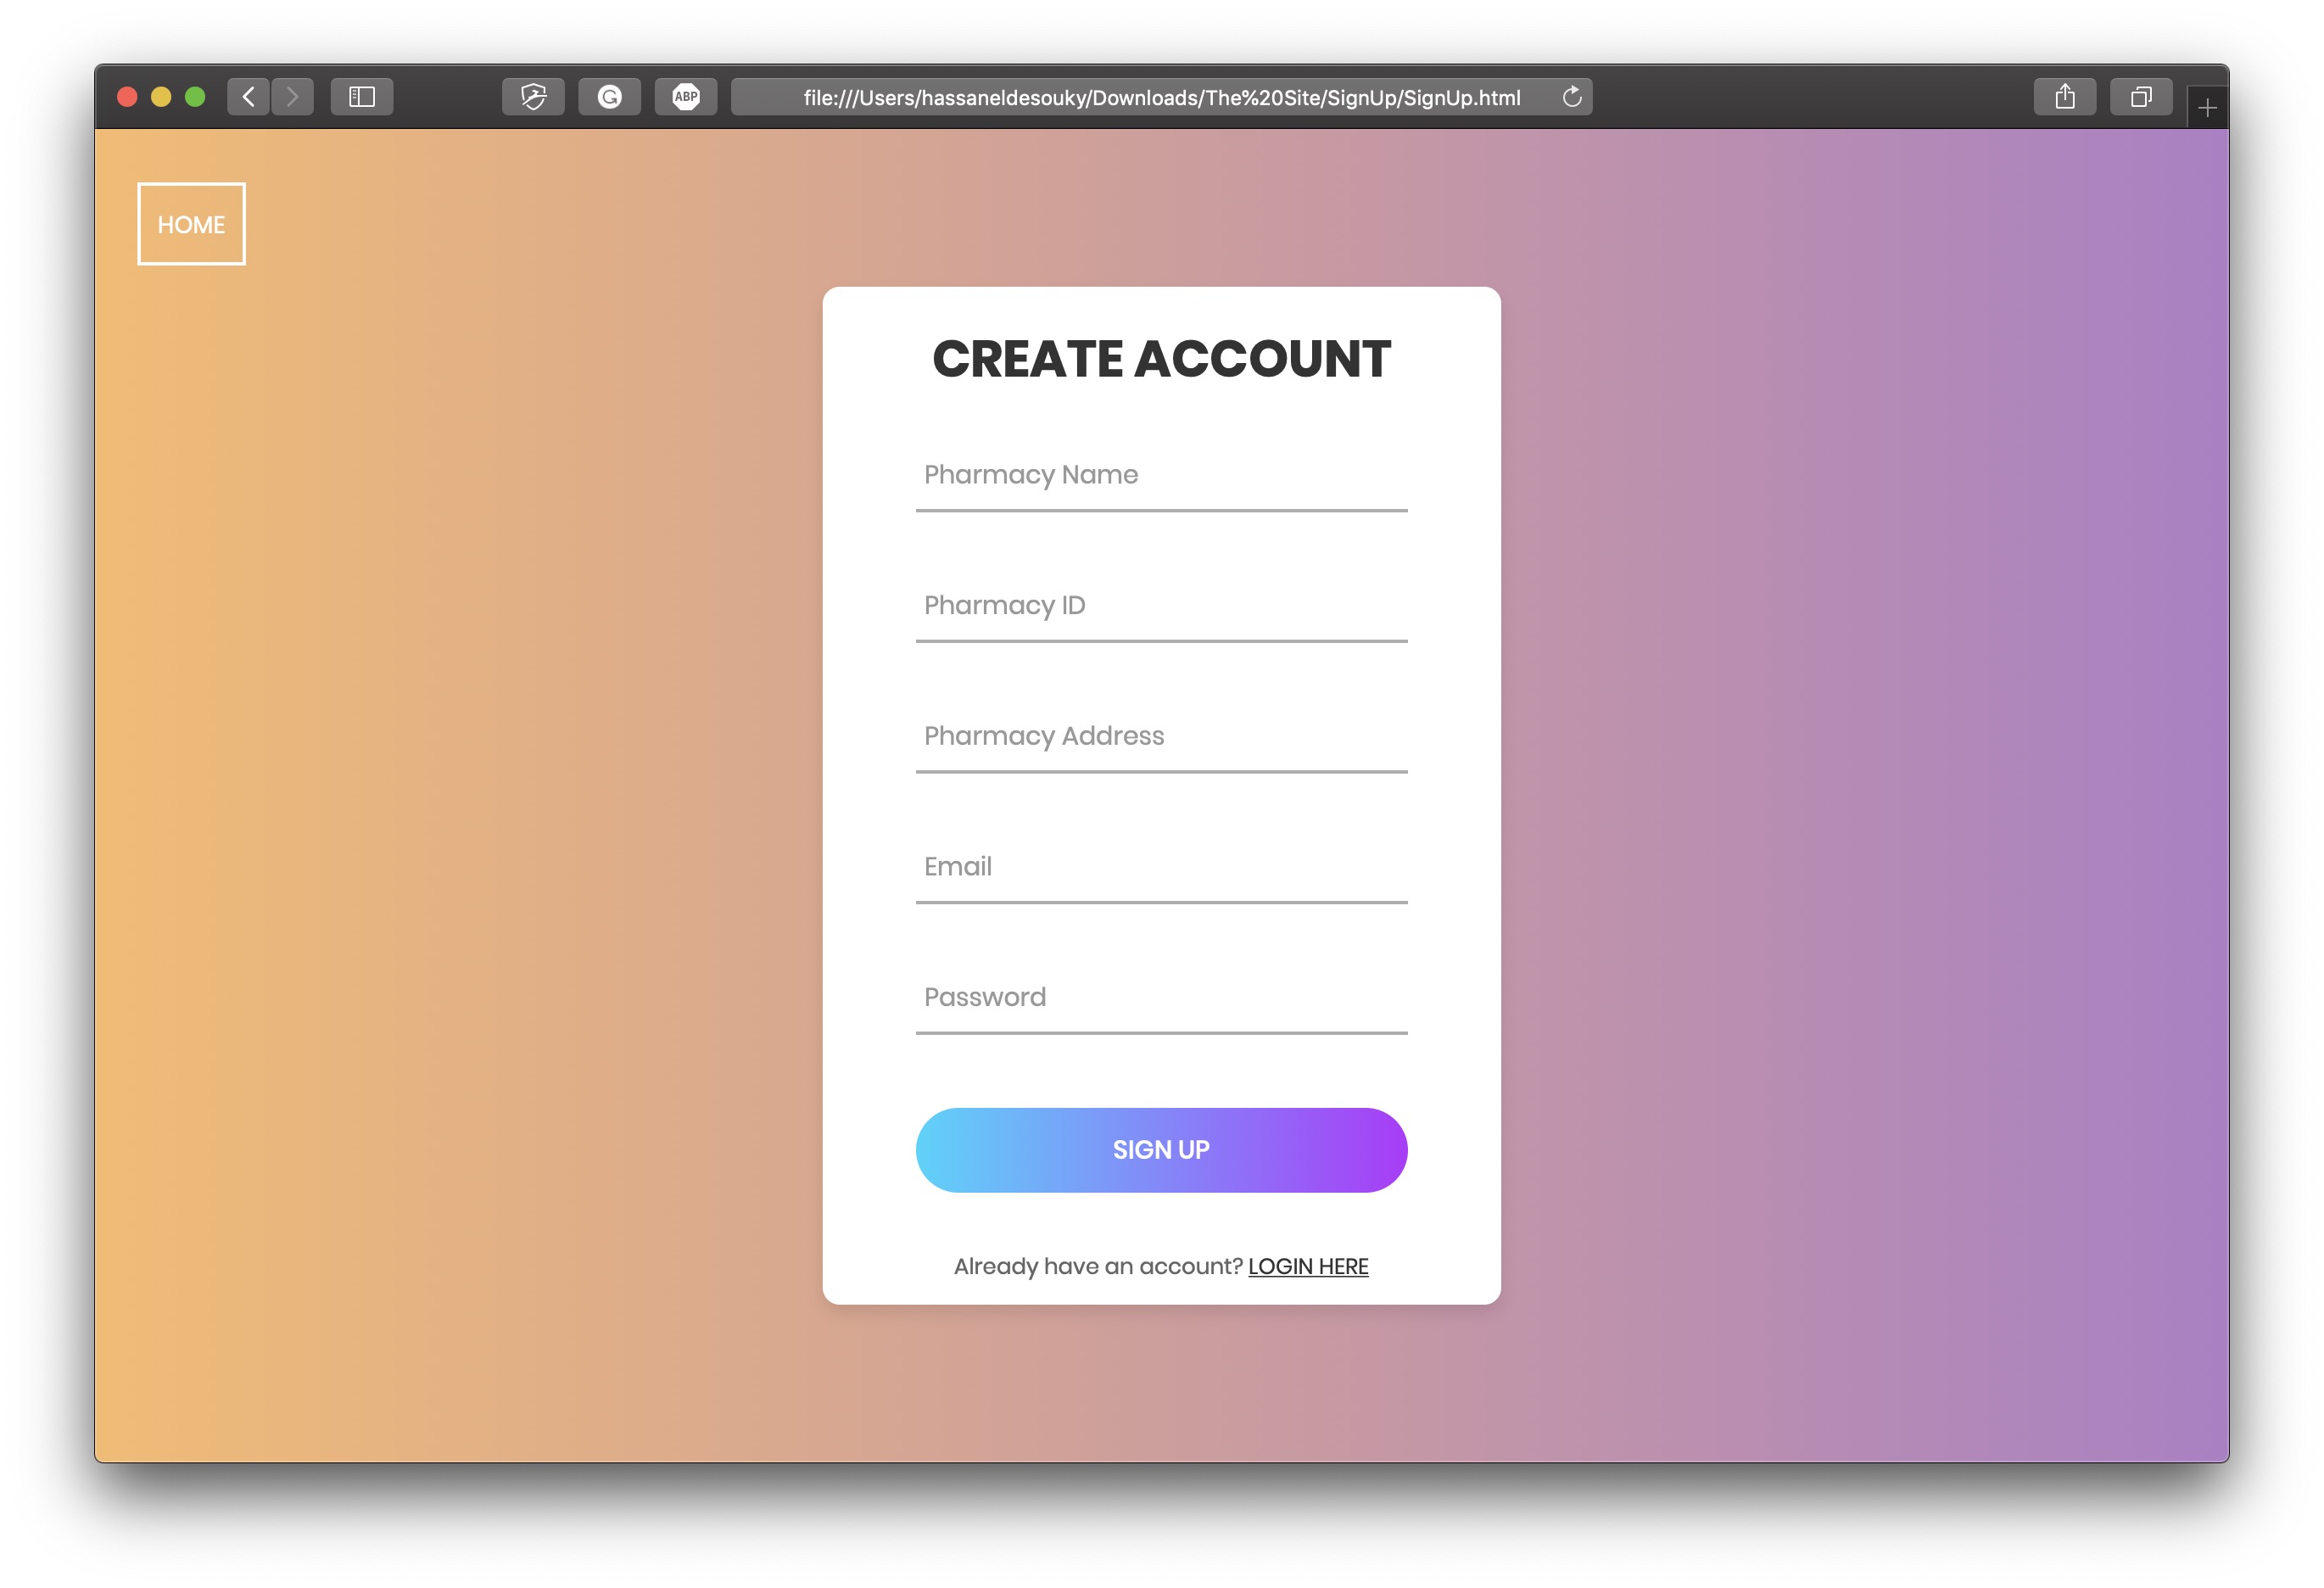 ABP
file:///Users/hassaneldesouky/Downloads/The%20Site/SignUp/SignUp.html
HOME
CREATE ACCOUNT
Pharmacy Name
Pharmacy ID
Pharmacy Address
Email
Password
SIGN UP
Already have an account? LOGIN HERE